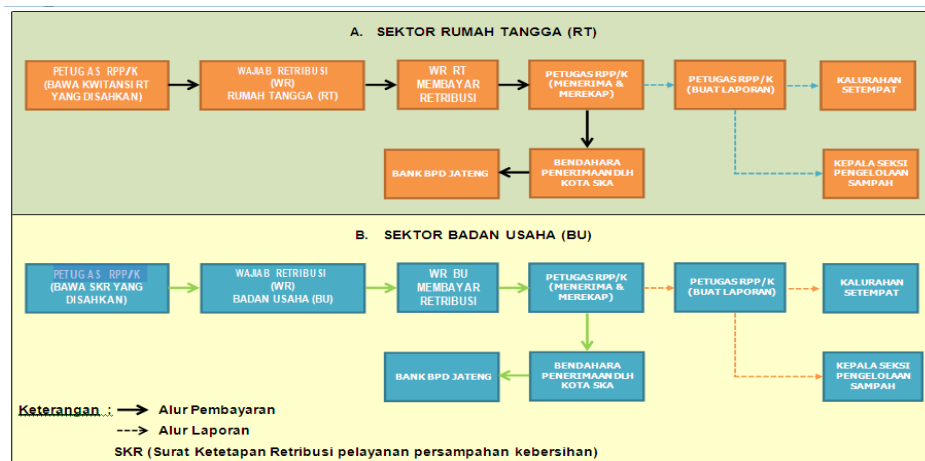 A. SEKTOR RUMAH TANGGA (RT)
PETUGAS RPP/K
(BAWA KWITANSI RT
YANG DISAHKAN)
WAJIAB RETRIBUSI
(WR)
RUMAH TANGGA (RT)
WR RT
MEMBAYAR
RETRIBUSI
PETUGAS RPP/K
(MENERIMA &
MEREKAP)
PETUGAS RPP/K
(BUAT LAPORAN)
KALURAHAN
SETEMPAT
BANK BPD JATENG
BENDAHARA
PENERIMAAN DLH
KOTA SKA
KEPALA SEKSI
PENGELOLAAN
SAMPAH
B. SEKTOR BADAN USAHA (BU)
PETUGAS RPP/K
(BAWA SKR YANG
DISAHKAN)
WAJIAB RETRIBUSI
(WR)
BADAN USAHA (BU)
WR BU
MEMBAYAR
RETRIBUSI
PETUGAS RPP/K
(MENERIMA &
MEREKAP)
PETUGAS RPP/K
(BUAT LAPORAN)
KALURAHAN
SETEMPAT
BANK BPD JATENG
BENDAHARA
PENERIMAAN DLH
KOTA SKA
KEPALA SEKSI
PENGELOLAAN
SAMPAH
Keterangan : Alur Pembayaran
Alur Laporan
SKR (Surat Ketetapan Retribusi pelayanan persampahan kebersihan)